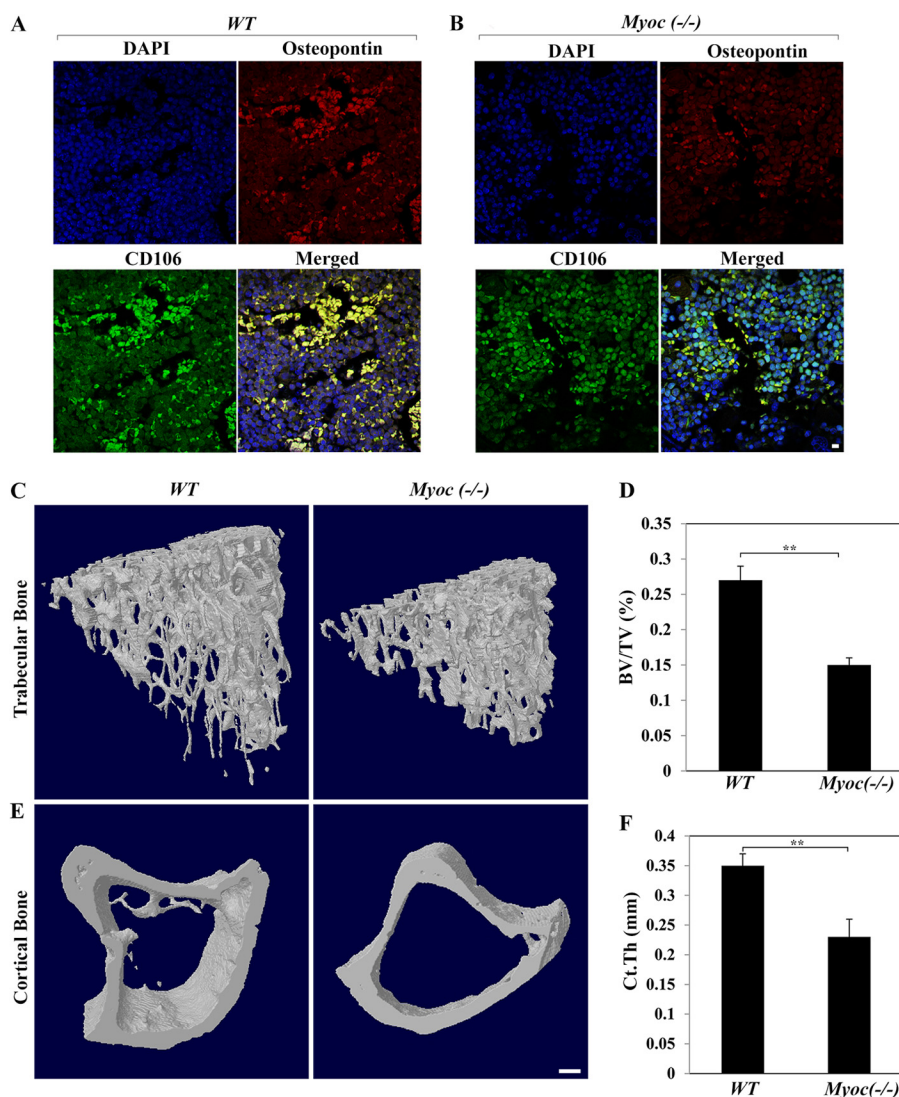 A
WT
DAPI
Osteopontin
CD106
Merged
B
Myoc (-/-)
DAPI
Osteopontin
CD106
Merged
C
WT
Myoc (-/-)
Trabecular Bone
D
0.35
0.3
0.25
0.2
0.15
0.1
0.05
0
BV/TV (%)
**
WT
Myoc(-/-)
E
Cortical Bone
F
0.4
0.35
0.3
0.25
0.2
0.15
0.1
0.05
0
Ct.Th (mm)
**
WT
Myoc(-/-)